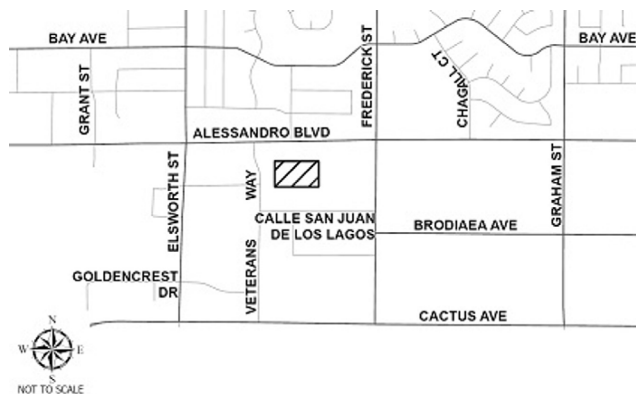 BAY AVE
BAY AVE
GRANT ST
FREDERICK ST
CHAGALL CT
ALESSANDRO BLVD
ELSWORTH ST
VETERANS WAY
GRAHAM ST
CALLE SAN JUAN
DE LOS LAGOS
BRODIAEA AVE
GOLDENCREST
DR
CACTUS AVE
N
W
E
S
NOT TO SCALE